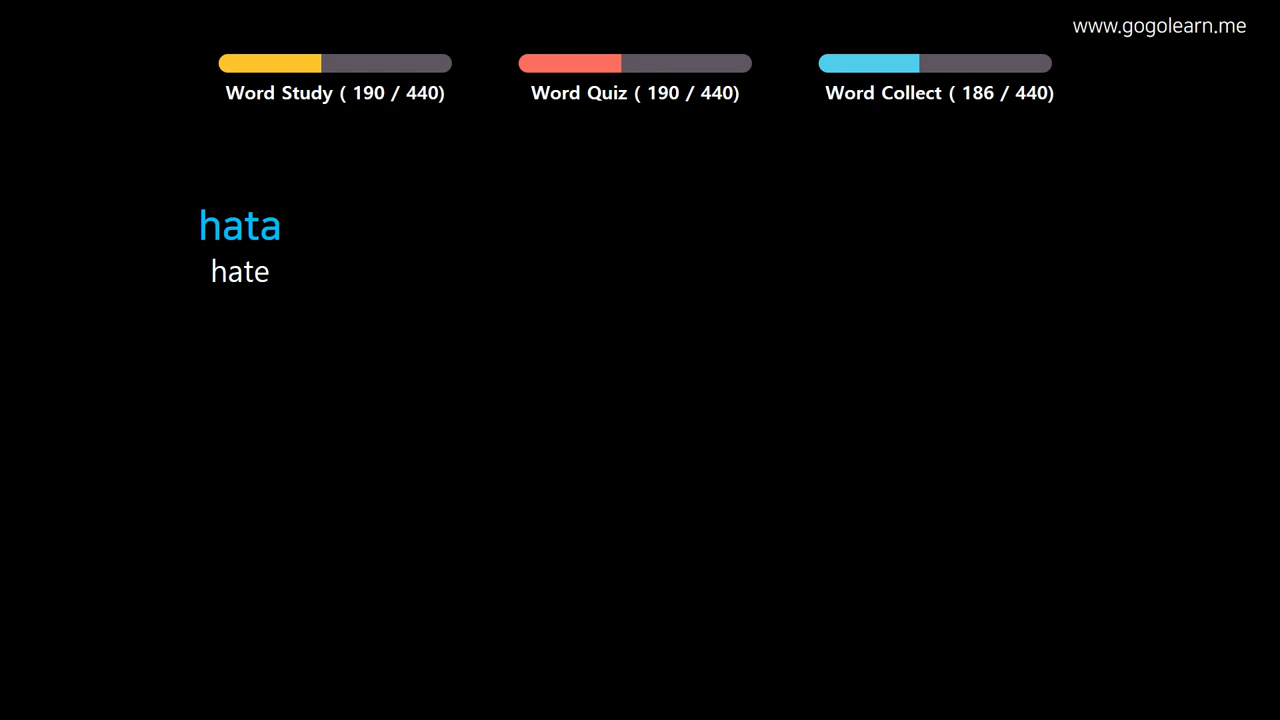 www.gogolearn.me
Word Study ( 190 / 440)
Word Quiz ( 190 / 440)
Word Collect ( 186 / 440)
hata
hate